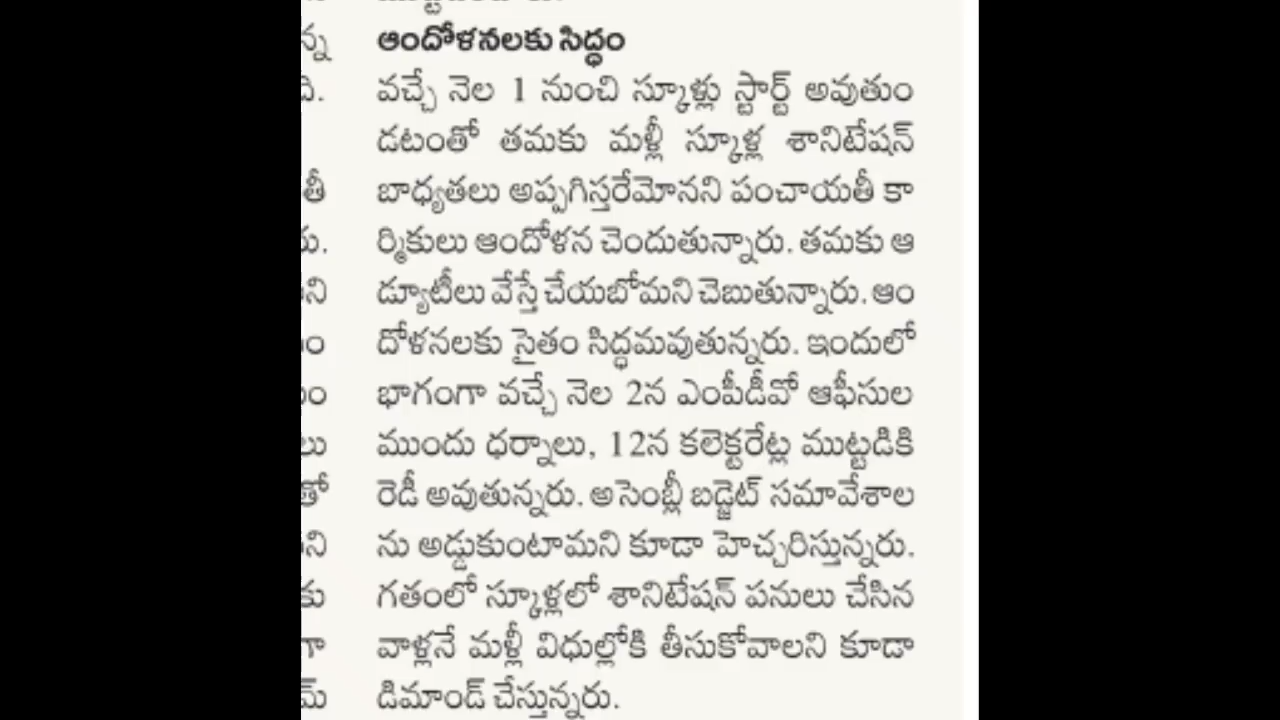 ఆందోళనలకు సిద్ధం
వచ్చే నెల 1 నుంచి స్కూళ్లు స్టార్ట్ అవుతుం
డటంతో తమకు మళ్లీ స్కూళ్ల శానిటేషన్
బాధ్యతలు అప్పగిస్తరేమోనని పంచాయతీ కా
ర్మికులు ఆందోళన చెందుతున్నారు. తమకు ఆ
డ్యూటీలు వేస్తే చేయబోమని చెబుతున్నారు. ఆం
దోళనలకు సైతం సిద్ధమవుతున్నరు. ఇందులో
భాగంగా వచ్చే నెల 2న ఎంపీడీవో ఆఫీసుల
ముందు ధర్నాలు, 12న కలెక్టరేట్ల ముట్టడికి
రెడీ అవుతున్నరు. అసెంబ్లీ బడ్జెట్ సమావేశాల
ను అడ్డుకుంటామని కూడా హెచ్చరిస్తున్నరు.
గతంలో స్కూళ్లలో శానిటేషన్ పనులు చేసిన
వాళ్లనే మళ్లీ విధుల్లోకి తీసుకోవాలని కూడా
డిమాండ్ చేస్తున్నరు.